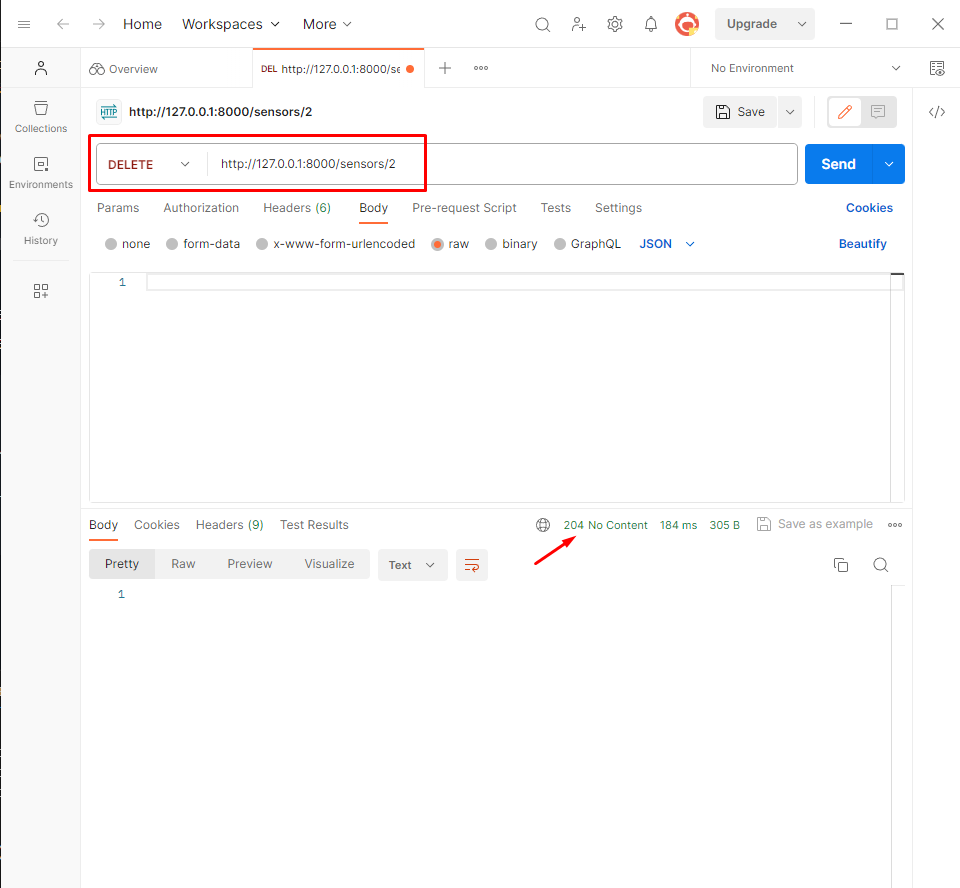 Home Workspaces More Upgrade
Overview DEL http://127.0.0.1:8000/se No Environment
HTTP http://127.0.0.1:8000/sensors/2 Save </>
Collections
DELETE http://127.0.0.1:8000/sensors/2 Send
Environments
Params Authorization Headers (6) Body Pre-request Script Tests Settings Cookies
History
none form-data x-www-form-urlencoded raw binary GraphQL JSON Beautify
1
Body Cookies Headers (9) Test Results 204 No Content 184 ms 305 B Save as example
Pretty Raw Preview Visualize Text
1